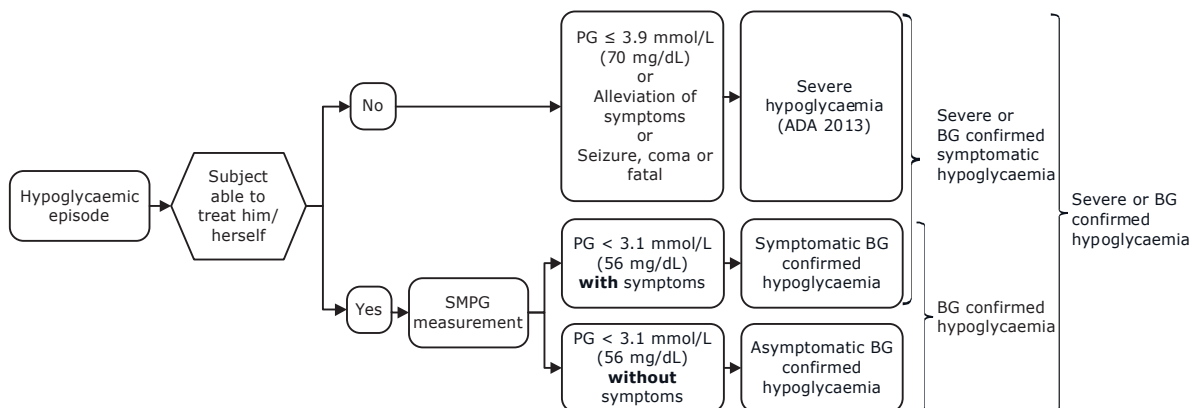 Hypoglycaemic
episode
Subject
able to
treat him/
herself
No
PG ≤ 3.9 mmol/L
(70 mg/dL)
or
Alleviation of
symptoms
or
Seizure, coma or
fatal
Severe
hypoglycaemia
(ADA 2013)
Severe or
BG confirmed
symptomatic
hypoglycaemia
Severe or BG
confirmed
hypoglycaemia
Yes
SMPG
measurement
PG < 3.1 mmol/L
(56 mg/dL)
with symptoms
Symptomatic BG
confirmed
hypoglycaemia
BG confirmed
hypoglycaemia
PG < 3.1 mmol/L
(56 mg/dL)
without
symptoms
Asymptomatic BG
confirmed
hypoglycaemia